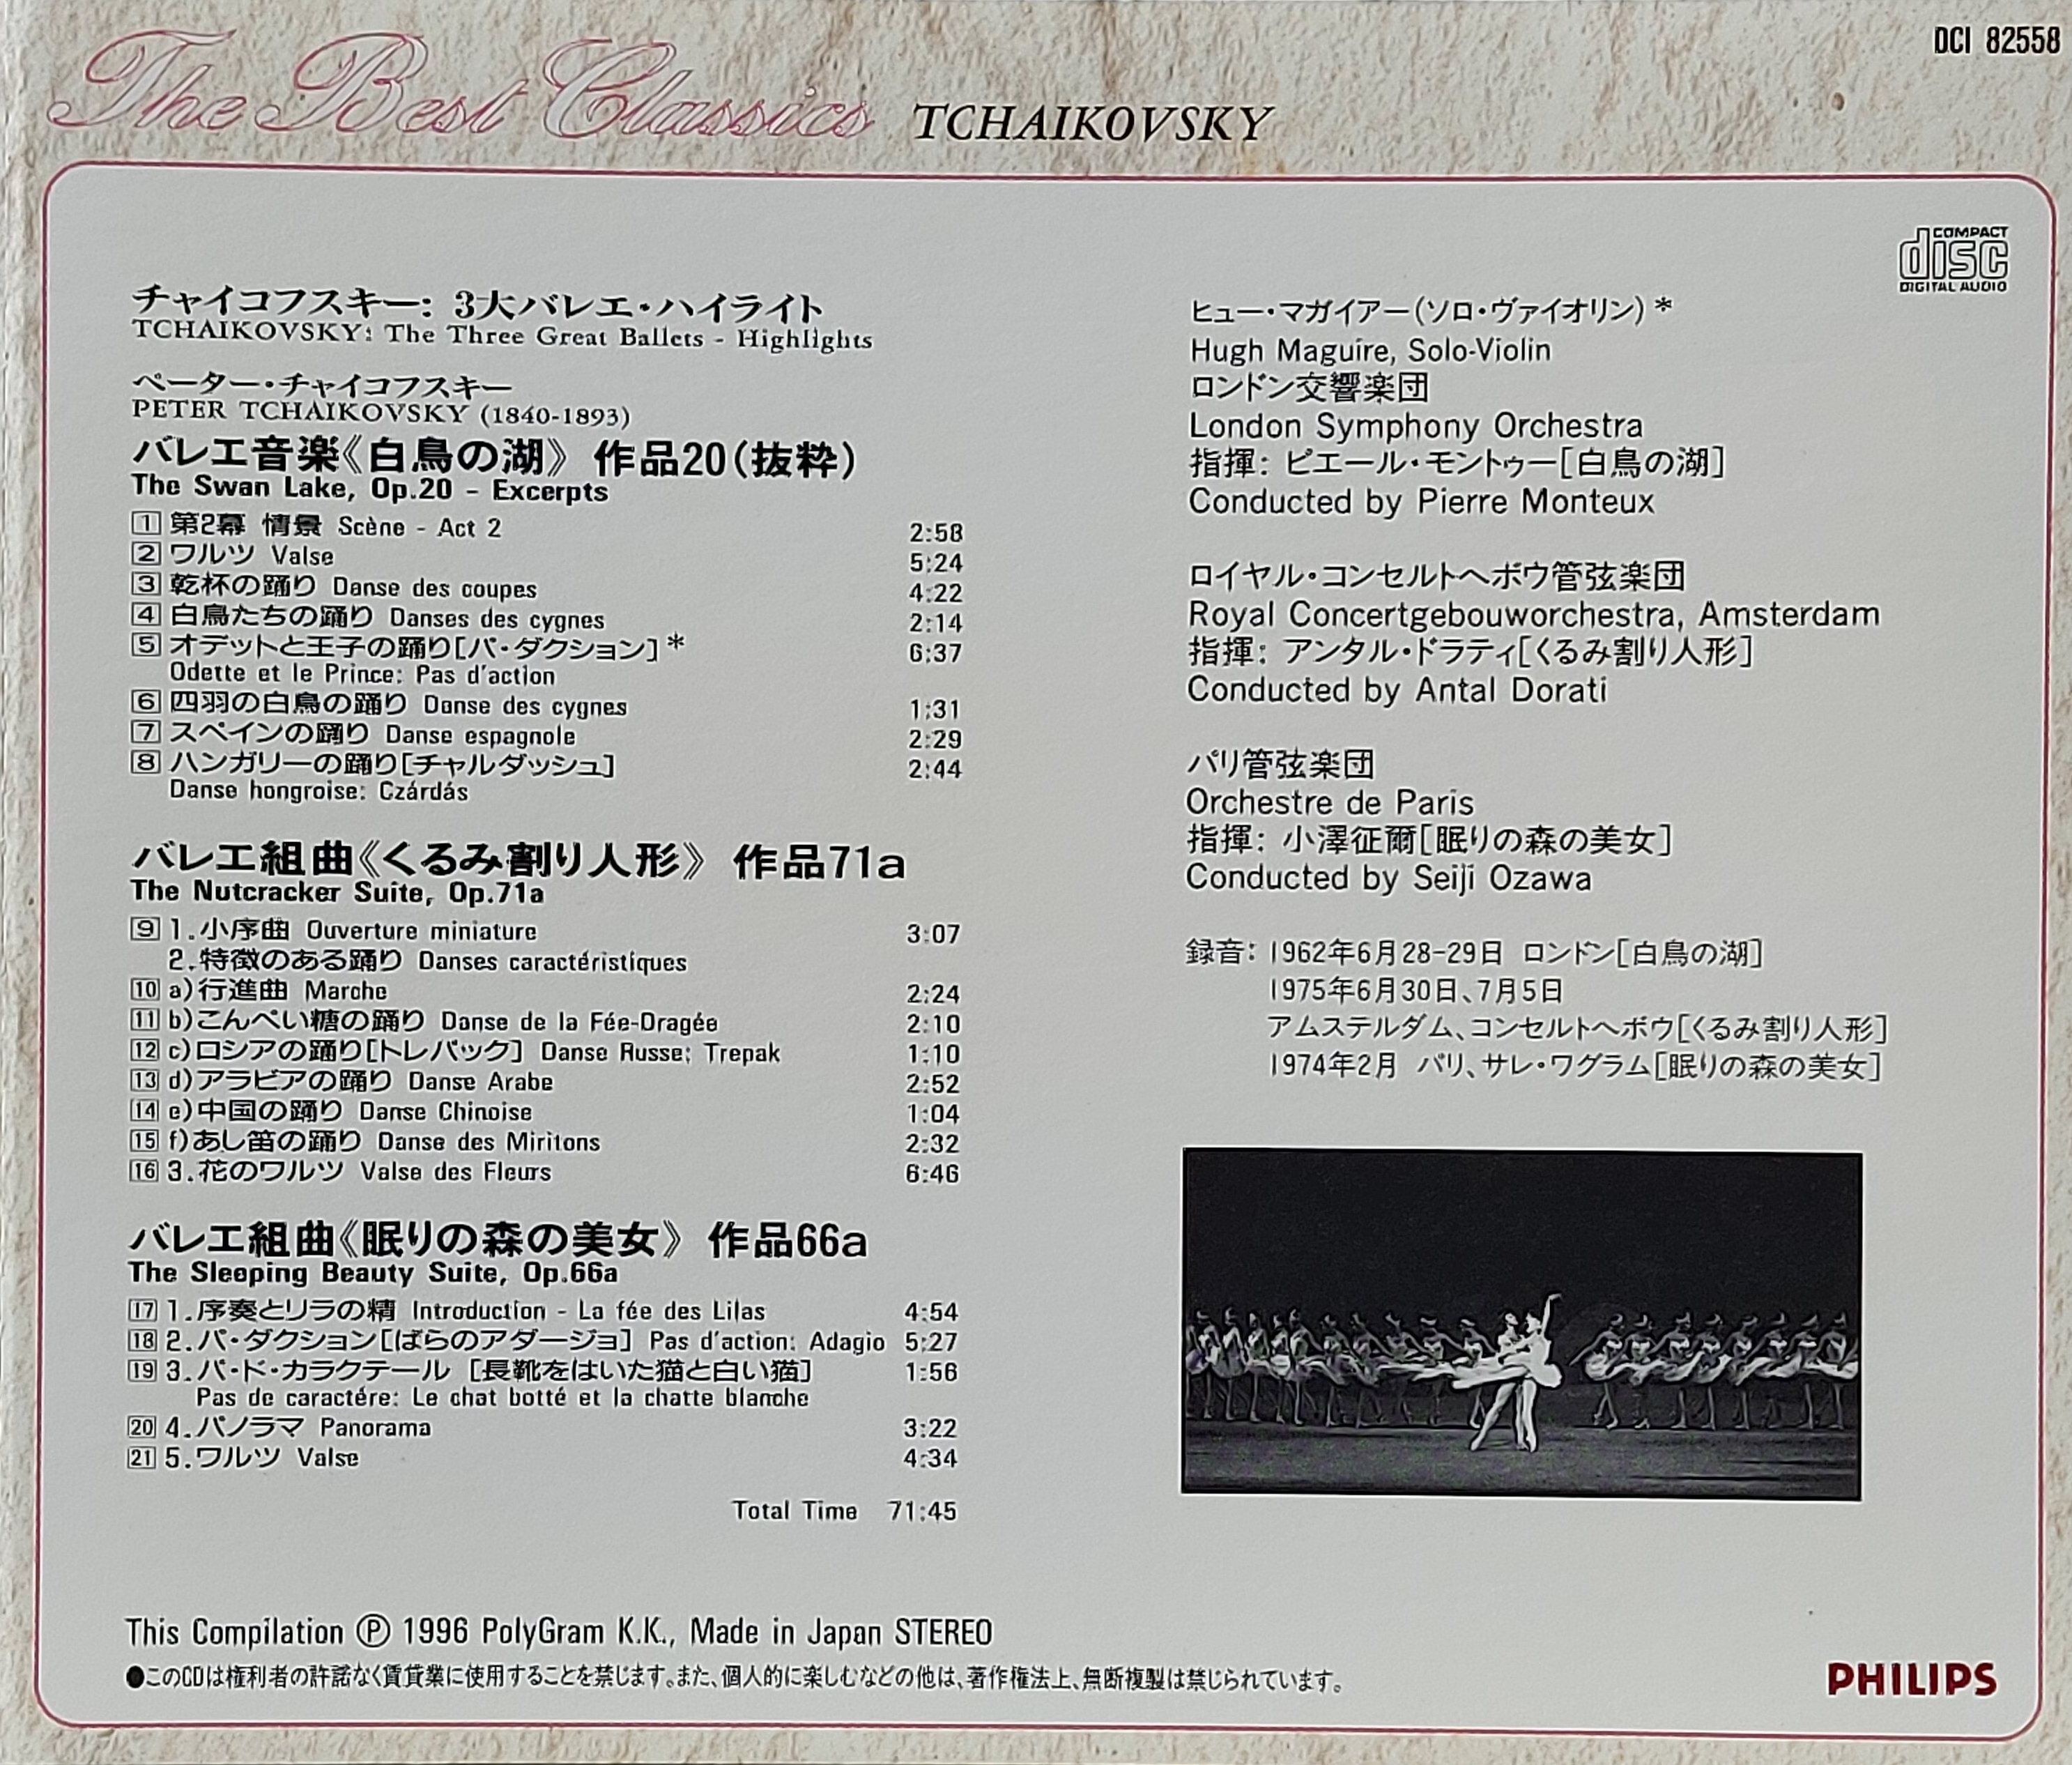 The Best Classics TCHAIKOVSKY
DCI 82558
COMPACT
disc
DIGITAL AUDIO
チャイコフスキー: 3大バレエ・ハイライト
TCHAIKOVSKY: The Three Great Ballets - Highlights
ペーター・チャイコフスキー
PETER TCHAIKOVSKY (1840-1893)
バレエ音楽《白鳥の湖》 作品20(抜粋)
The Swan Lake, Op.20 - Excerpts
1 第2幕 情景 Scène - Act 2 2:58
2 ワルツ Valse 5:24
3 乾杯の踊り Danse des coupes 4:22
4 白鳥たちの踊り Danses des cygnes 2:14
5 オデットと王子の踊り[パ・ダクション]* 6:37
Odette et le Prince: Pas d'action
6 四羽の白鳥の踊り Danse des cygnes 1:31
7 スペインの踊り Danse espagnole 2:29
8 ハンガリーの踊り[チャルダッシュ] 2:44
Danse hongroise: Czárdás
バレエ組曲《くるみ割り人形》 作品71a
The Nutcracker Suite, Op.71a
9 1.小序曲 Ouverture miniature 3:07
2.特徴のある踊り Danses caractéristiques
10 a)行進曲 Marche 2:24
11 b)こんぺい糖の踊り Danse de la Fée-Dragée 2:10
12 c)ロシアの踊り[トレパック] Danse Russe: Trepak 1:10
13 d)アラビアの踊り Danse Arabe 2:52
14 e)中国の踊り Danse Chinoise 1:04
15 f)あし笛の踊り Danse des Miritons 2:32
16 3.花のワルツ Valse des Fleurs 6:46
バレエ組曲《眠りの森の美女》 作品66a
The Sleeping Beauty Suite, Op.66a
17 1.序奏とリラの精 Introduction - La fée des Lilas 4:54
18 2.パ・ダクション[ばらのアダージョ] Pas d'action: Adagio 5:27
19 3.パ・ド・カラクテール [長靴をはいた猫と白い猫] 1:56
Pas de caractére: Le chat botté et la chatte blanche
20 4.パノラマ Panorama 3:22
21 5.ワルツ Valse 4:34
Total Time 71:45
ヒュー・マガイアー(ソロ・ヴァイオリン)*
Hugh Maguire, Solo-Violin
ロンドン交響楽団
London Symphony Orchestra
指揮: ピエール・モントゥー[白鳥の湖]
Conducted by Pierre Monteux
ロイヤル・コンセルトヘボウ管弦楽団
Royal Concertgebouworchestra, Amsterdam
指揮: アンタル・ドラティ[くるみ割り人形]
Conducted by Antal Dorati
パリ管弦楽団
Orchestre de Paris
指揮: 小澤征爾[眠りの森の美女]
Conducted by Seiji Ozawa
録音: 1962年6月28-29日 ロンドン[白鳥の湖]
1975年6月30日、7月5日
アムステルダム、コンセルトヘボウ[くるみ割り人形]
1974年2月 パリ、サレ・ワグラム[眠りの森の美女]
This Compilation Ⓟ 1996 PolyGram K.K., Made in Japan STEREO
●このCDは権利者の許諾なく賃貸業に使用することを禁じます。また、個人的に楽しむなどの他は、著作権法上、無断複製は禁じられています。
PHILIPS